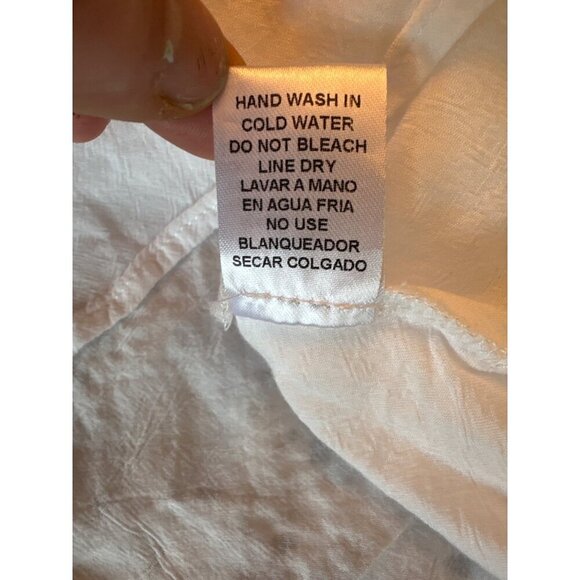 HAND WASH IN
COLD WATER
DO NOT BLEACH
LINE DRY
LAVAR A MANO
EN AGUA FRIA
NO USE
BLANQUEADOR
SECAR COLGADO